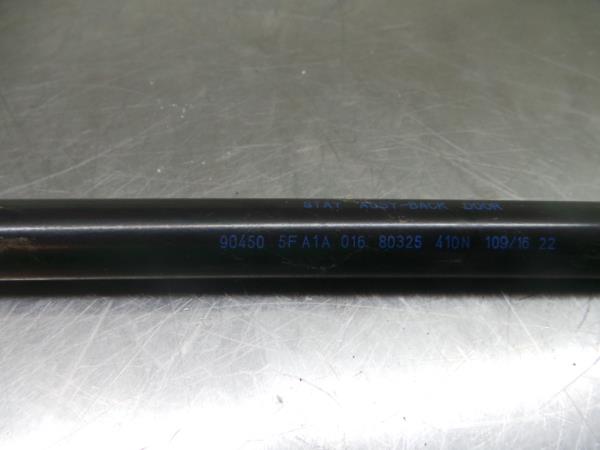 STAY ASSY-BACK DOOR
90450 5FA1A 016 80325 410N 109/16 22